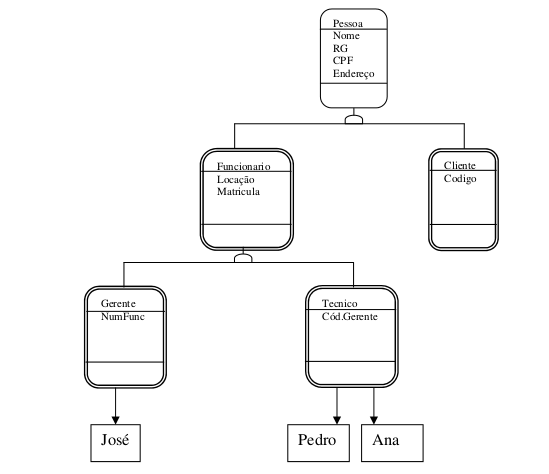 Pessoa
Nome
RG
CPF
Endereço
Funcionario
Locação
Matricula
Cliente
Codigo
Gerente
NumFunc
Tecnico
Cód.Gerente
José
Pedro
Ana